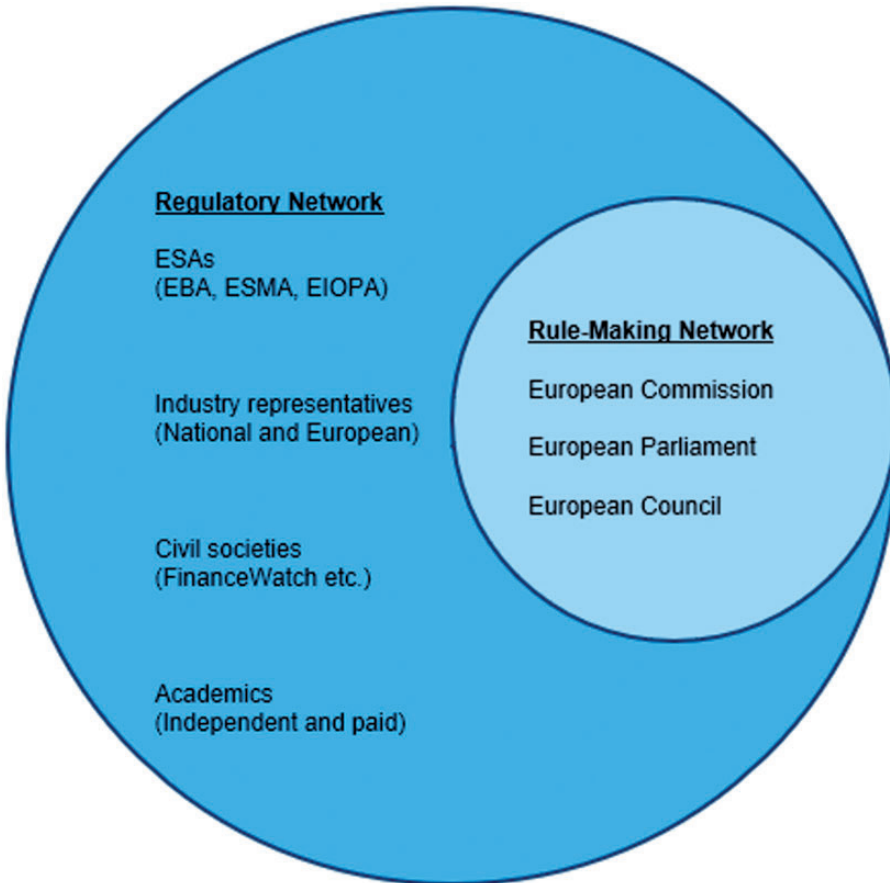 Regulatory Network
ESAs
(EBA, ESMA, EIOPA)
Industry representatives
(National and European)
Civil societies
(FinanceWatch etc.)
Academics
(Independent and paid)
Rule-Making Network
European Commission
European Parliament
European Council